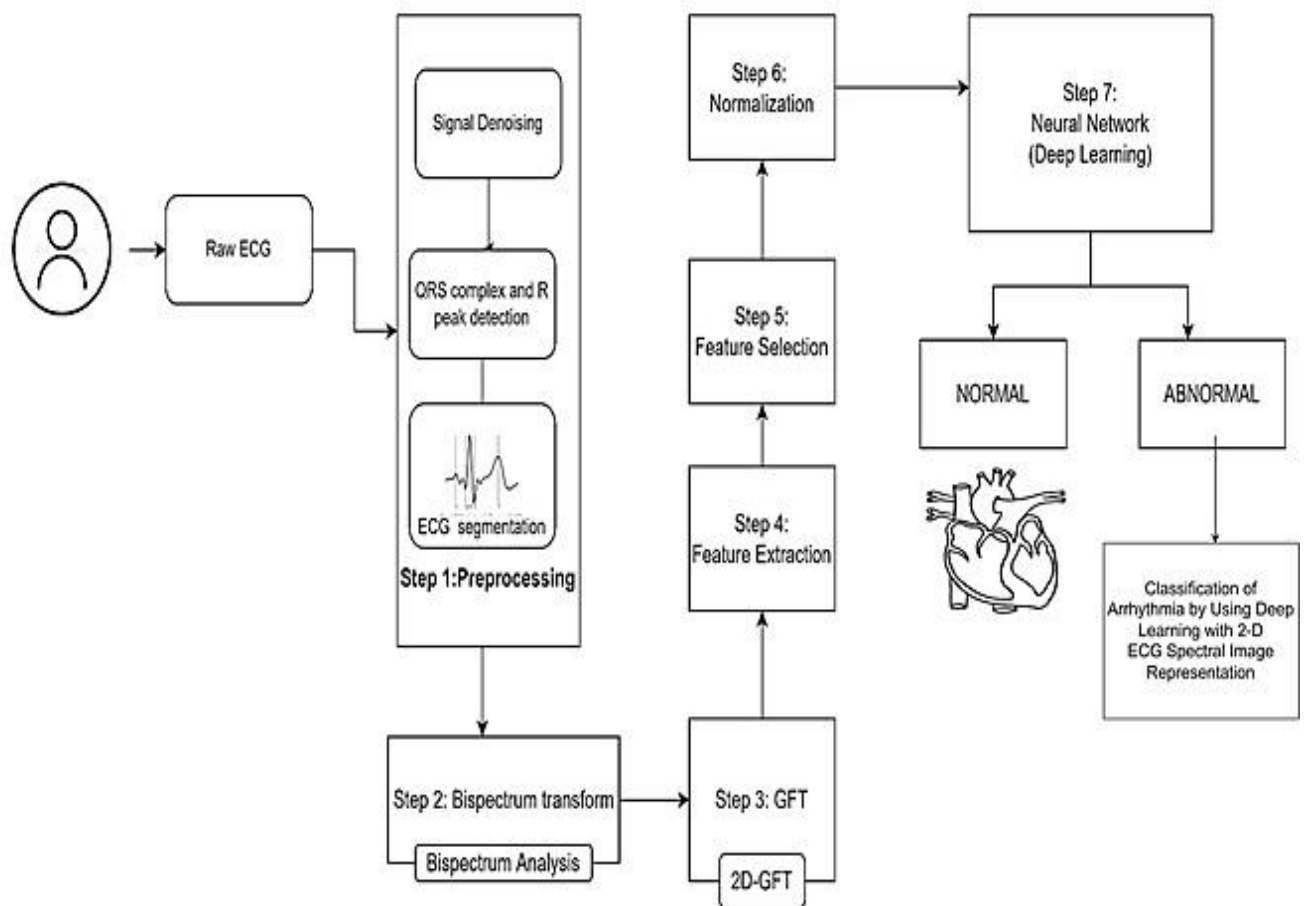 Raw ECG
Signal Denoising
QRS complex and R
peak detection
ECG segmentation
Step 1:Preprocessing
Step 2: Bispectrum transform
Bispectrum Analysis
Step 3: GFT
2D-GFT
Step 4:
Feature Extraction
Step 5:
Feature Selection
Step 6:
Normalization
Step 7:
Neural Network
(Deep Learning)
NORMAL
ABNORMAL
Classification of
Arrhythmia by Using Deep
Learning with 2-D
ECG Spectral Image
Representation